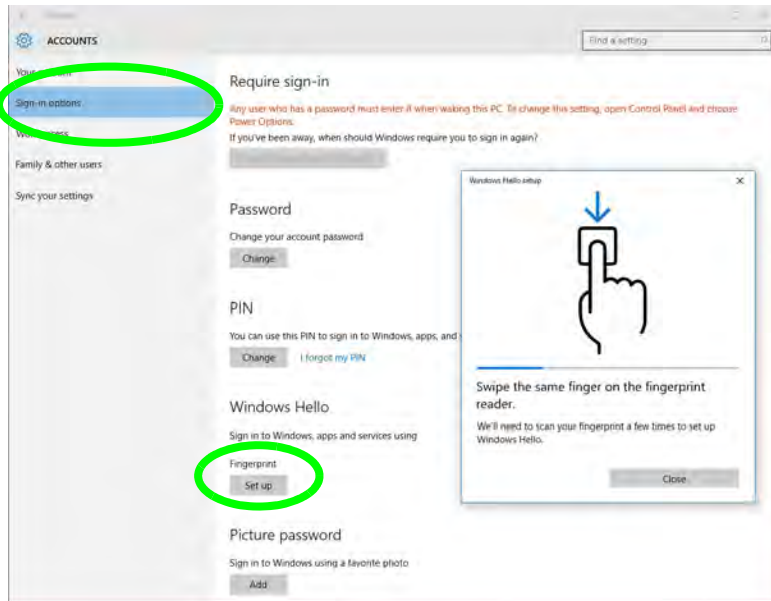 ACCOUNTS
Find a setting
Sign-in options
Family & other users
Sync your settings
Require sign-in
Any user who has a password must enter it when waking this PC. To change this setting, open Control Panel and choose
Power Options.
If you've been away, when should Windows require you to sign in again?
Password
Change your account password
Change
PIN
You can use this PIN to sign in to Windows, apps, and
Change I forgot my PIN
Windows Hello
Sign in to Windows, apps and services using
Fingerprint
Set up
Picture password
Sign in to Windows using a favorite photo
Add
Windows Hello setup
Swipe the same finger on the fingerprint
reader.
We'll need to scan your fingerprint a few times to set up
Windows Hello.
Close